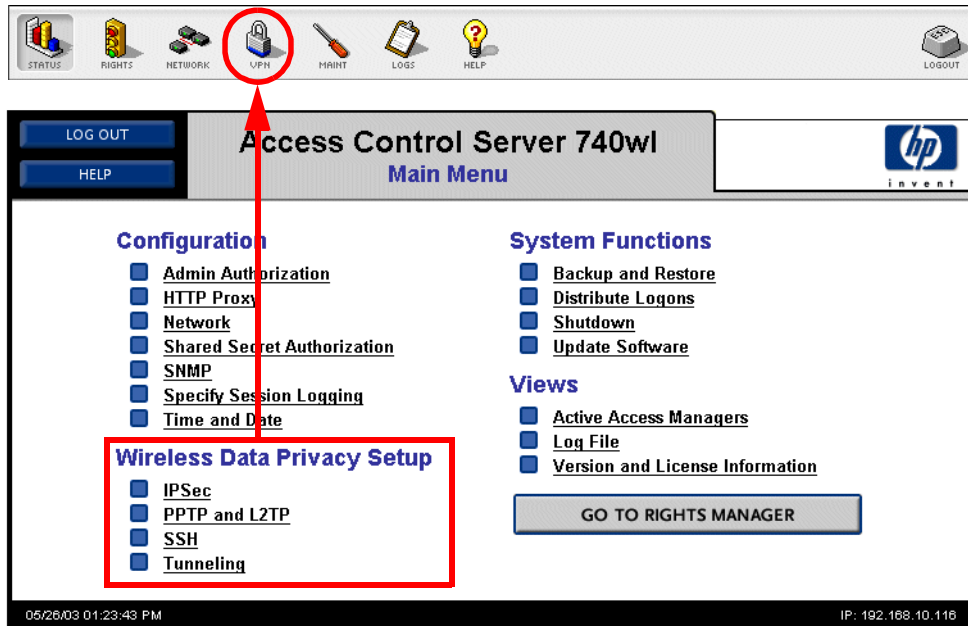 STATUS
RIGHTS
NETWORK
VPN
MAINT
LOGS
HELP
LOGOUT
LOG OUT
HELP
Access Control Server 740wl
Main Menu
hp
invent
Configuration
Admin Authorization
HTTP Proxy
Network
Shared Secret Authorization
SNMP
Specify Session Logging
Time and Date
Wireless Data Privacy Setup
IPSec
PPTP and L2TP
SSH
Tunneling
System Functions
Backup and Restore
Distribute Logons
Shutdown
Update Software
Views
Active Access Managers
Log File
Version and License Information
GO TO RIGHTS MANAGER
05/26/03 01:23:43 PM
IP: 192.168.10.116